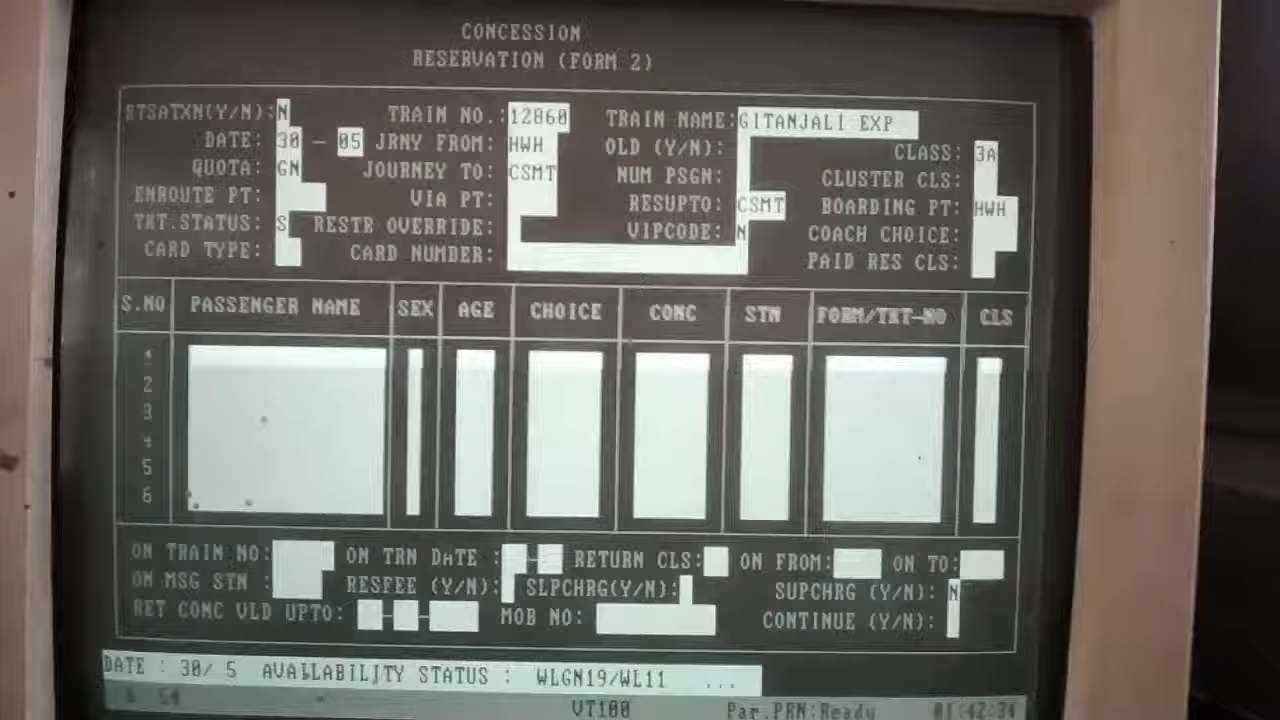 CONCESSION
RESERVATION (FORM 2)
RTSATXN(Y/N):N TRAIN NO.:12860 TRAIN NAME:GITANJALI EXP
DATE: 30 - 05 JRNY FROM: HWH OLD (Y/N): CLASS: 3A
QUOTA: GN JOURNEY TO: CSMT NUM PSGN: CLUSTER CLS:
ENROUTE PT: VIA PT: RESUPTO: CSMT BOARDING PT: HWH
TKT.STATUS: S RESTR OVERRIDE: VIPCODE: N COACH CHOICE:
CARD TYPE: CARD NUMBER: PAID RES CLS:
S.NO PASSENGER NAME SEX AGE CHOICE CONC STN FORM/TKT-NO CLS
1
2
3
4
5
6
ON TRAIN NO: ON TRN DATE : - RETURN CLS: ON FROM: ON TO:
ON MSG STN : RESFEE (Y/N): SLPCHRG(Y/N): SUPCHRG (Y/N): N
RET CONC VLD UPTO: - - MOB NO: CONTINUE (Y/N):
DATE : 30/ 5 AVAILABILITY STATUS : WLGN19/WL11 ...
54 VT100 Par.PRN:Ready 01:42:34